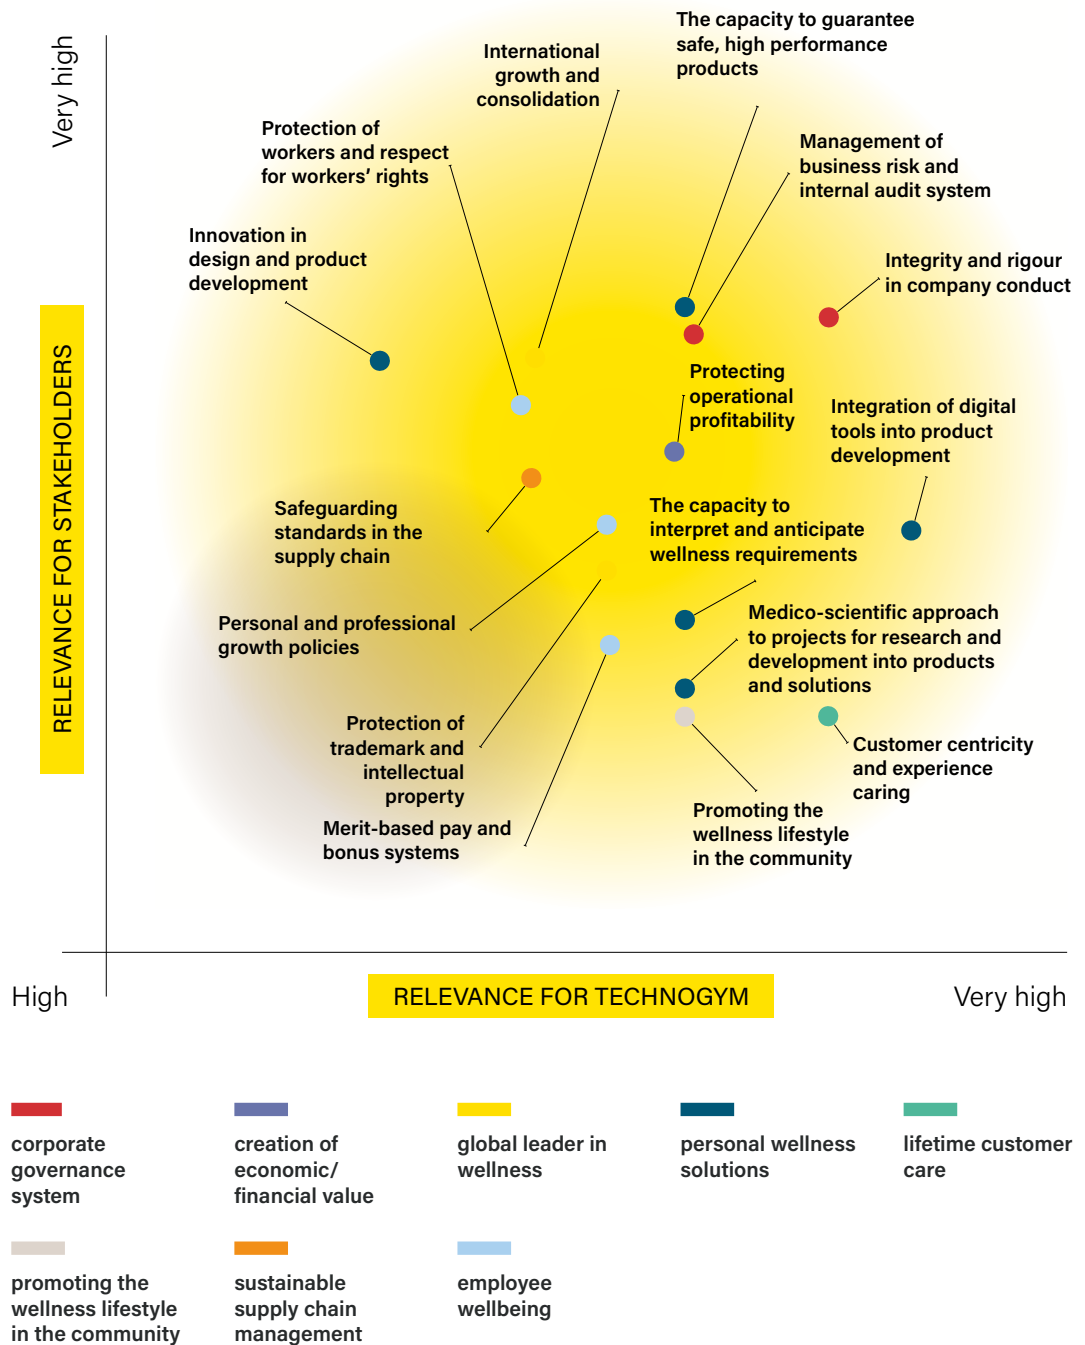 Very high
The capacity to guarantee
safe, high performance
products
International
growth and
consolidation
Protection of
workers and respect
for workers’ rights
Management of
business risk and
internal audit system
Innovation in
design and product
development
Integrity and rigour
in company conduct
RELEVANCE FOR STAKEHOLDERS
Protecting
operational
profitability
Integration of digital
tools into product
development
Safeguarding
standards in the
supply chain
The capacity to
interpret and anticipate
wellness requirements
Personal and professional
growth policies
Medico-scientific approach
to projects for research and
development into products
and solutions
Protection of
trademark and
intellectual
property
Customer centricity
and experience
caring
Merit-based pay and
bonus systems
Promoting the
wellness lifestyle
in the community
High
RELEVANCE FOR TECHNOGYM
Very high
corporate
governance
system
creation of
economic/
financial value
global leader in
wellness
personal wellness
solutions
lifetime customer
care
promoting the
wellness lifestyle
in the community
sustainable
supply chain
management
employee
wellbeing